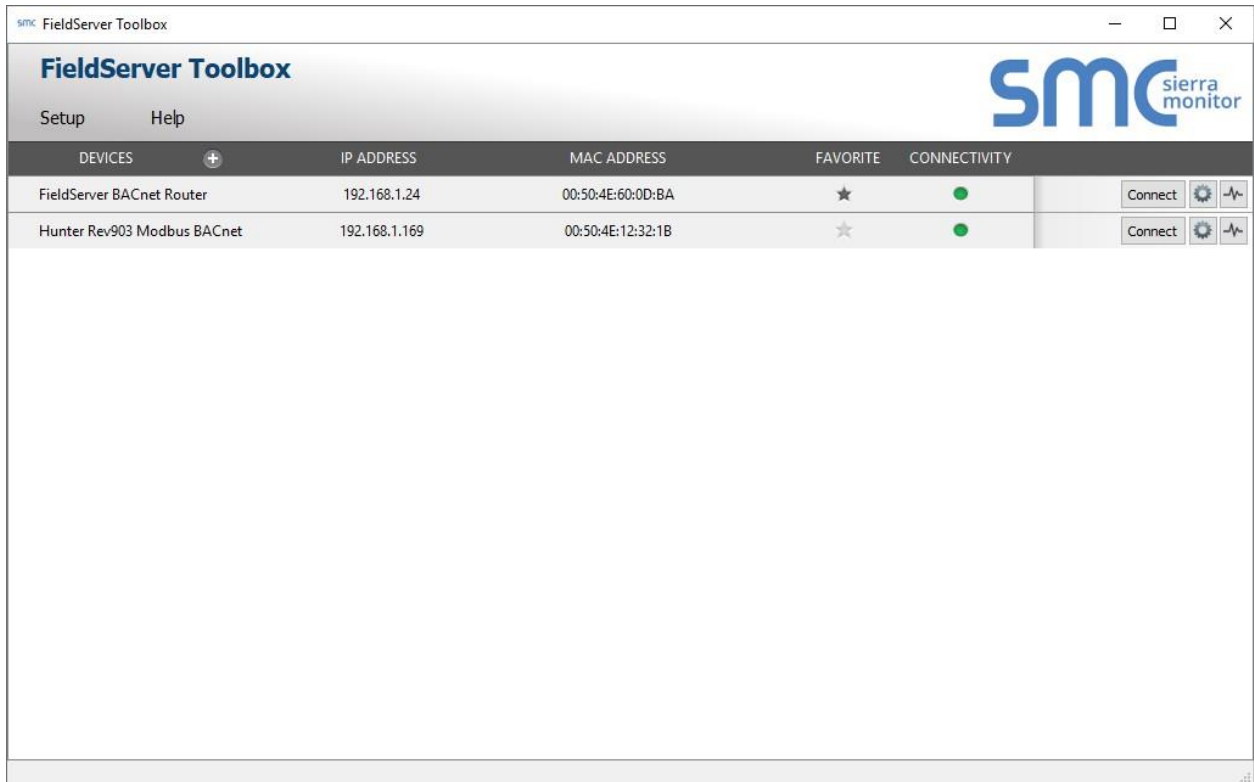 smc FieldServer Toolbox
FieldServer Toolbox
smc sierra monitor
Setup Help
DEVICES IP ADDRESS MAC ADDRESS FAVORITE CONNECTIVITY
FieldServer BACnet Router 192.168.1.24 00:50:4E:60:0D:BA Connect
Hunter Rev903 Modbus BACnet 192.168.1.169 00:50:4E:12:32:1B Connect